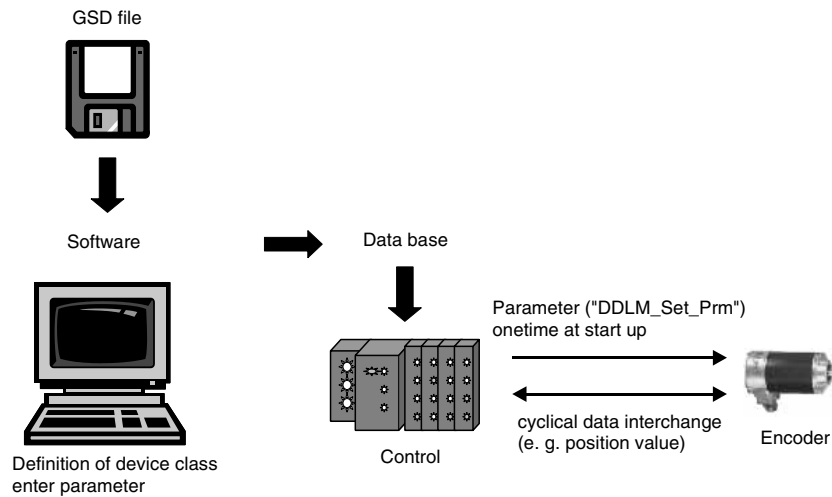 GSD file
Software
Data base
Parameter ("DDLM_Set_Prm")
onetime at start up
cyclical data interchange
(e. g. position value)
Encoder
Control
Definition of device class
enter parameter